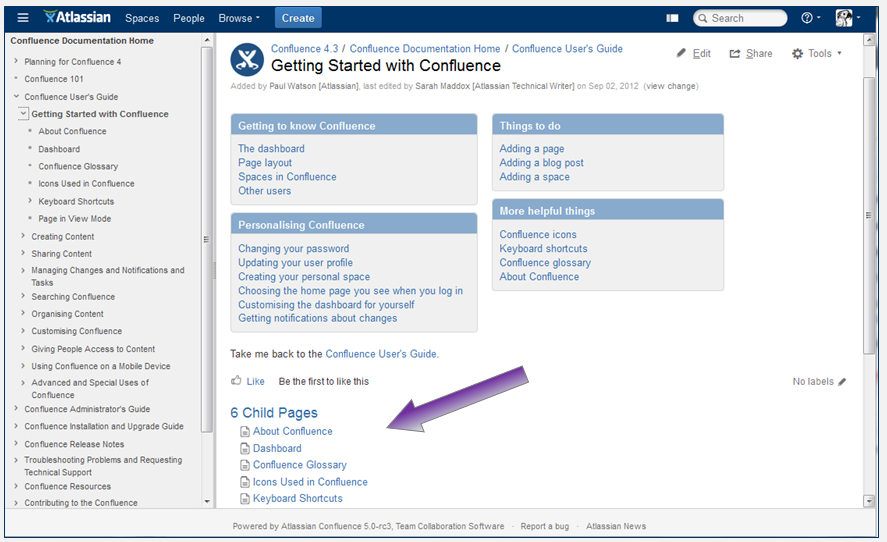 Atlassian Spaces People Browse Create Search
Confluence Documentation Home
Planning for Confluence 4
Confluence 101
Confluence User's Guide
Getting Started with Confluence
About Confluence
Dashboard
Confluence Glossary
Icons Used in Confluence
Keyboard Shortcuts
Page in View Mode
Creating Content
Sharing Content
Managing Changes and Notifications and
Tasks
Searching Confluence
Organising Content
Customising Confluence
Giving People Access to Content
Using Confluence on a Mobile Device
Advanced and Special Uses of
Confluence
Confluence Administrator's Guide
Confluence Installation and Upgrade Guide
Confluence Release Notes
Troubleshooting Problems and Requesting
Technical Support
Confluence Resources
Contributing to the Confluence
Confluence 4.3 / Confluence Documentation Home / Confluence User's Guide
Getting Started with Confluence
Edit Share Tools
Added by Paul Watson [Atlassian], last edited by Sarah Maddox [Atlassian Technical Writer] on Sep 02, 2012 (view change)
Getting to know Confluence
The dashboard
Page layout
Spaces in Confluence
Other users
Personalising Confluence
Changing your password
Updating your user profile
Creating your personal space
Choosing the home page you see when you log in
Customising the dashboard for yourself
Getting notifications about changes
Things to do
Adding a page
Adding a blog post
Adding a space
More helpful things
Confluence icons
Keyboard shortcuts
Confluence glossary
About Confluence
Take me back to the Confluence User's Guide.
Like Be the first to like this
No labels
6 Child Pages
About Confluence
Dashboard
Confluence Glossary
Icons Used in Confluence
Keyboard Shortcuts
Powered by Atlassian Confluence 5.0-rc3, Team Collaboration Software · Report a bug · Atlassian News